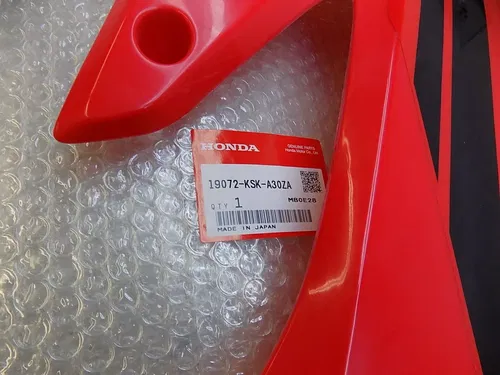 HONDA
GENUINE PARTS
Honda Motor Co., Ltd.
19072-KSK-A30ZA
QTY 1
MB0E28
MADE IN JAPAN